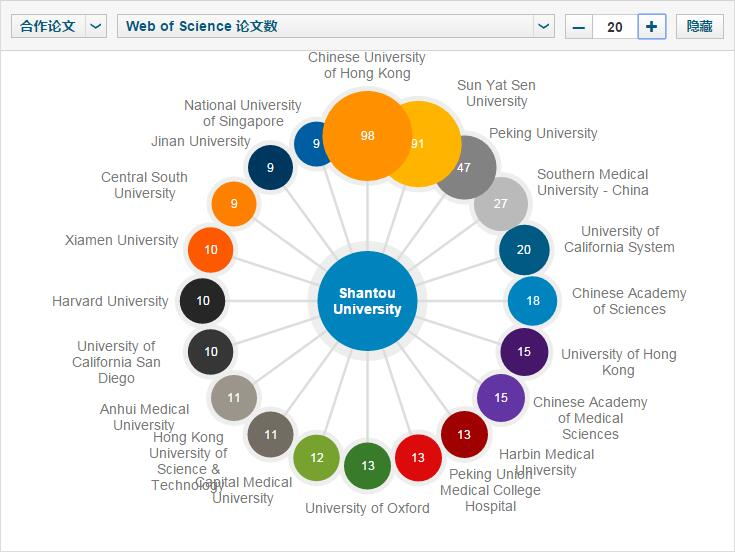 合作论文
Web of Science 论文数
20
隐藏
Chinese University
of Hong Kong
98
Sun Yat Sen
University
91
Peking University
47
Southern Medical
University - China
27
University of
California System
20
Chinese Academy
of Sciences
18
University of Hong
Kong
15
Chinese Academy
of Medical
Sciences
15
Harbin Medical
University
13
Peking Union
Medical College
Hospital
13
University of Oxford
13
Capital Medical
University
12
Hong Kong
University of
Science &
Technology
11
Anhui Medical
University
11
University of
California San
Diego
10
Harvard University
10
Xiamen University
10
Central South
University
9
Jinan University
9
National University
of Singapore
9
Shantou
University